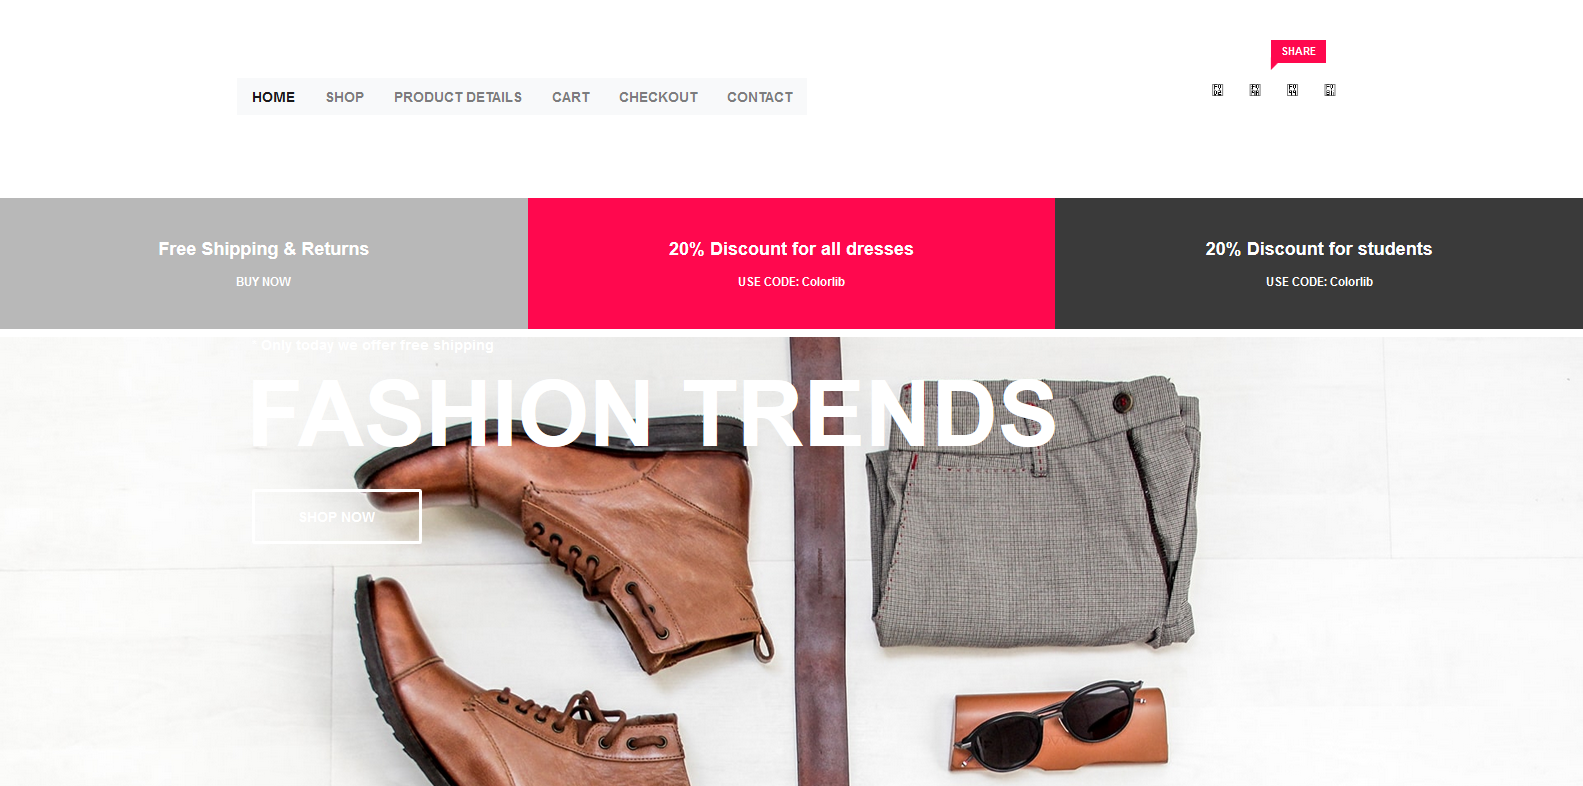 SHARE
HOME SHOP PRODUCT DETAILS CART CHECKOUT CONTACT
Free Shipping & Returns
BUY NOW
20% Discount for all dresses
USE CODE: Colorlib
20% Discount for students
USE CODE: Colorlib
* Only today we offer free shipping
FASHION TRENDS
SHOP NOW